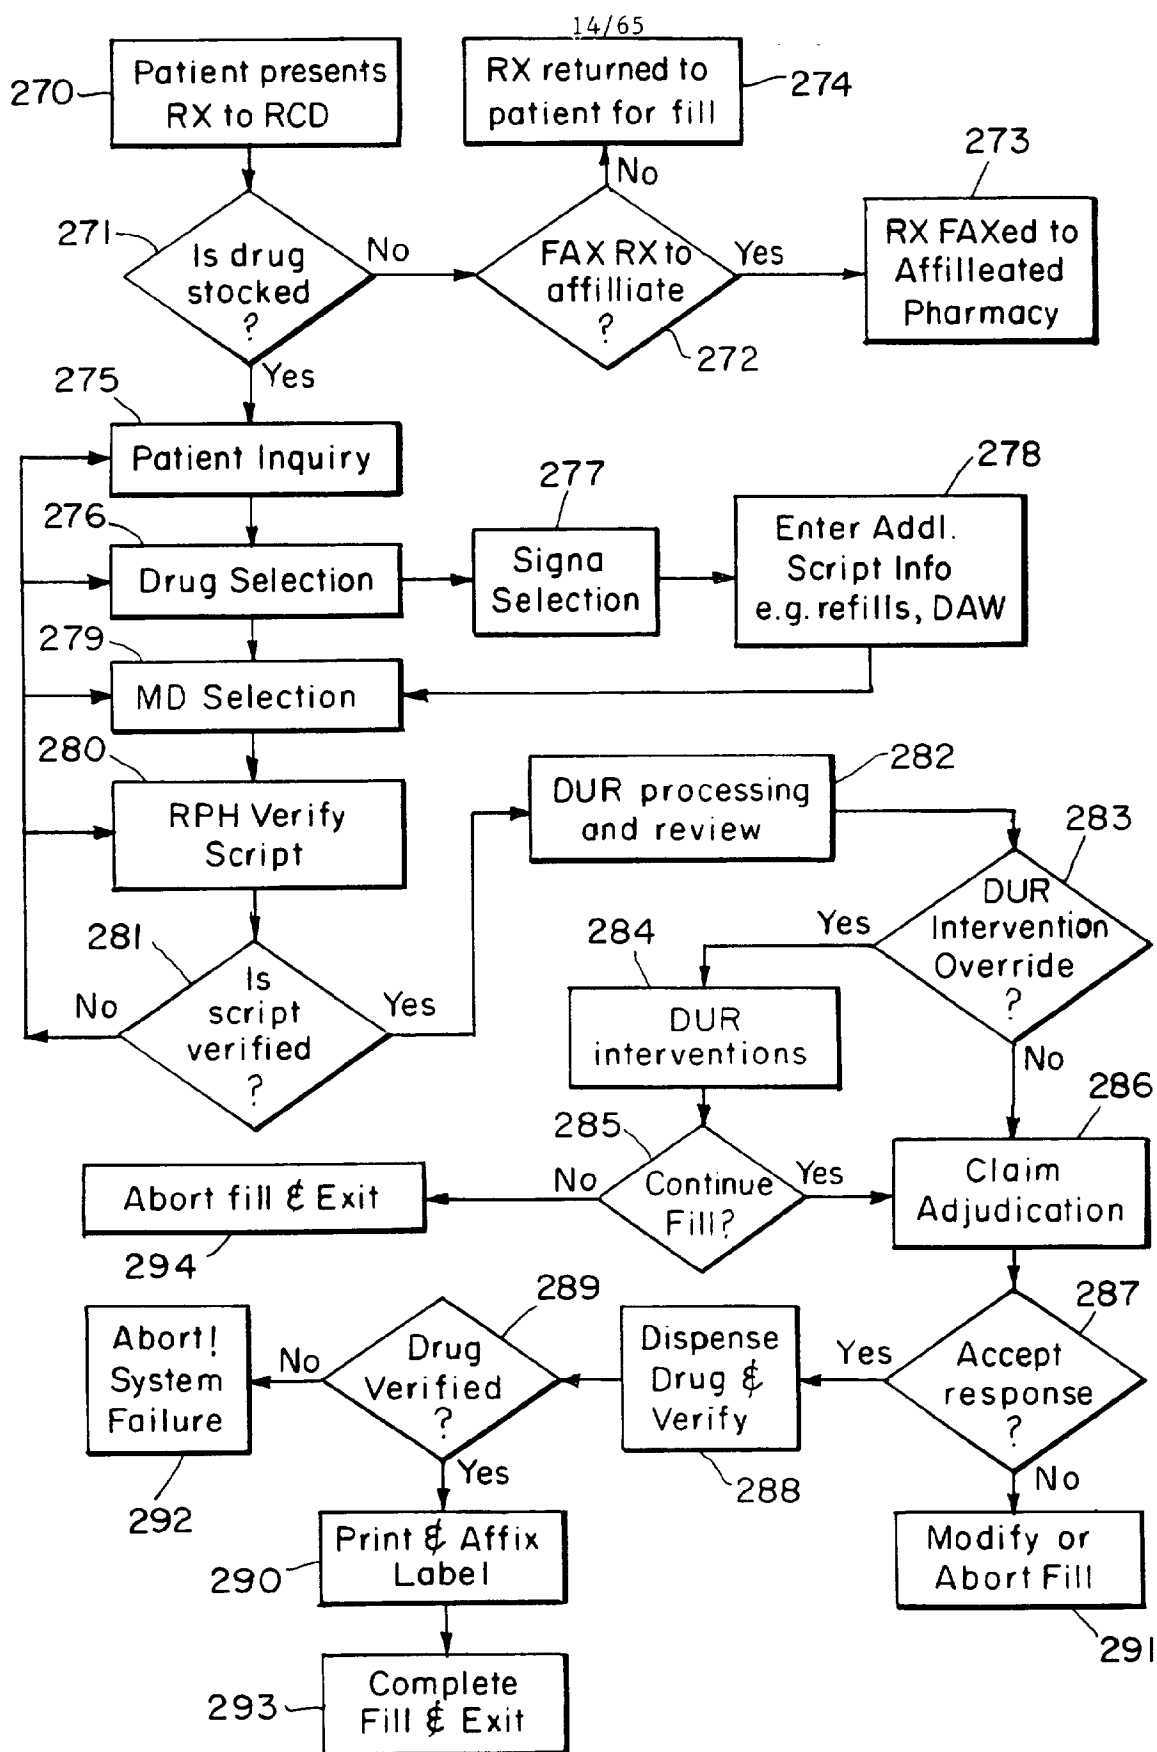 14/65
270
Patient presents
RX to RCD
RX returned to
patient for fill
274
273
No
271
Is drug
stocked
?
No
FAX RX to
affilliate
?
Yes
272
RX FAXed to
Affilleated
Pharmacy
Yes
275
Patient Inquiry
276
Drug Selection
277
Signa
Selection
278
Enter Addl.
Script Info
e.g. refills, DAW
279
MD Selection
280
RPH Verify
Script
282
DUR processing
and review
283
DUR
Intervention
Override
?
Yes
No
281
Is
script
verified
?
No
Yes
284
DUR
interventions
285
Continue
Fill?
No
Yes
286
Claim
Adjudication
Abort fill & Exit
294
287
Accept
response
?
Yes
No
Dispense
Drug &
Verify
288
289
Drug
Verified
?
No
Yes
Abort!
System
Failure
292
Print & Affix
Label
290
Modify or
Abort Fill
291
293
Complete
Fill & Exit